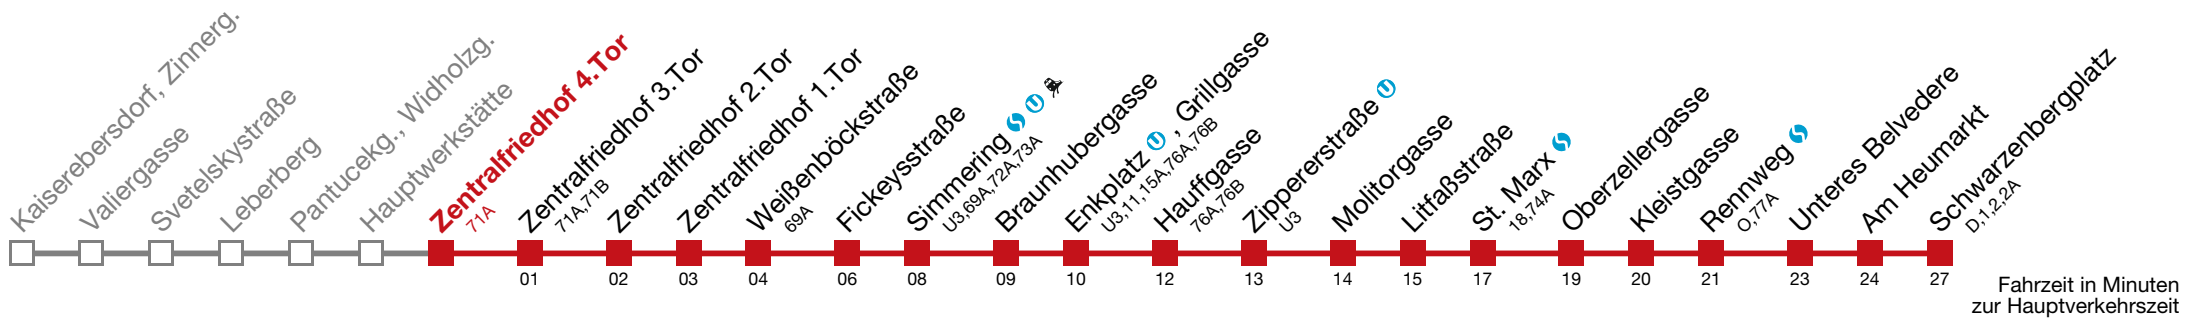 Kaiserebersdorf, Zinnerg.
Valiergasse
Svetelskystraße
Leberberg
Pantucekg., Widholzg.
Hauptwerkstätte
Zentralfriedhof 4.Tor
71A
Zentralfriedhof 3.Tor
71A,71B
01
Zentralfriedhof 2.Tor
02
Zentralfriedhof 1.Tor
03
Weißenböckstraße
69A
04
Fickeysstraße
06
Simmering S U
U3,69A,72A,73A
08
Braunhubergasse
09
Enkplatz U , Grillgasse
U3,11,15A,76A,76B
10
Hauffgasse
76A,76B
12
Zippererstraße U
U3
13
Molitorgasse
14
Litfaßstraße
15
St. Marx S
18,74A
17
Oberzellergasse
19
Kleistgasse
20
Rennweg S
O,77A
21
Unteres Belvedere
23
Am Heumarkt
24
Schwarzenbergplatz
D,1,2,2A
27
Fahrzeit in Minuten
zur Hauptverkehrszeit